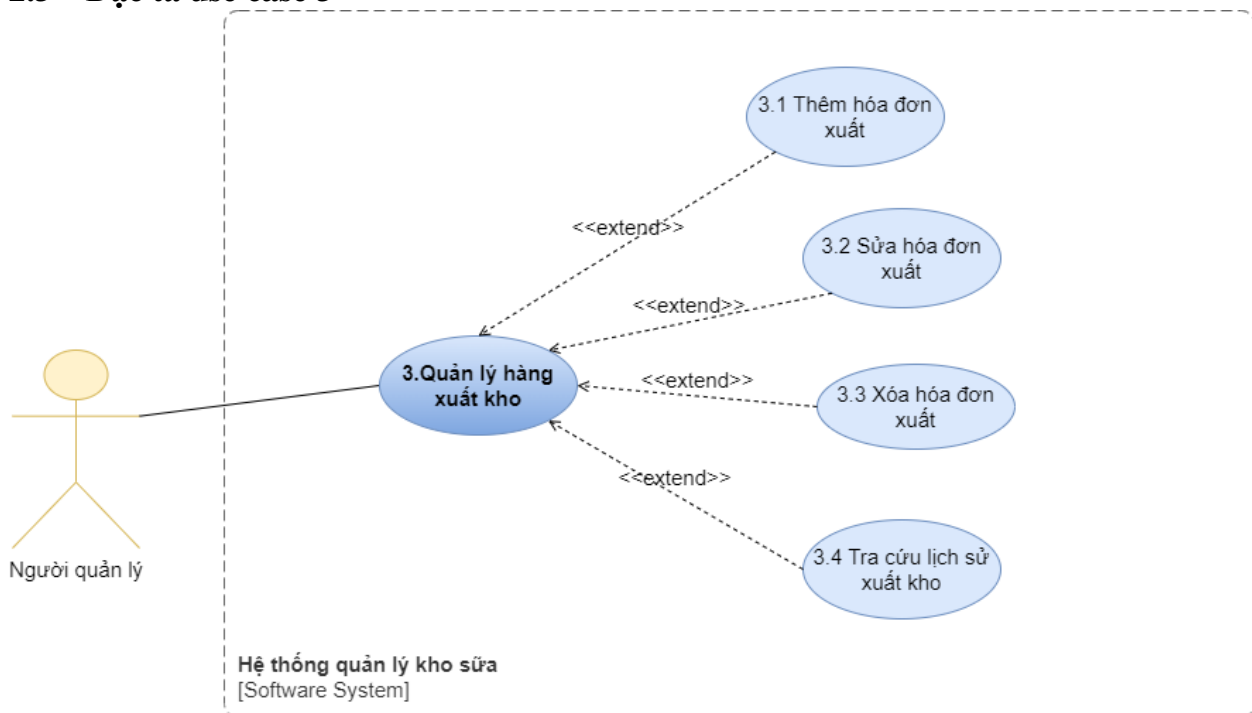 3.1 Thêm hóa đơn
xuất
<<extend>>
3.2 Sửa hóa đơn
xuất
<<extend>>
3.Quản lý hàng
xuất kho
<<extend>>
3.3 Xóa hóa đơn
xuất
<<extend>>
3.4 Tra cứu lịch sử
xuất kho
Người quản lý
Hệ thống quản lý kho sữa
[Software System]